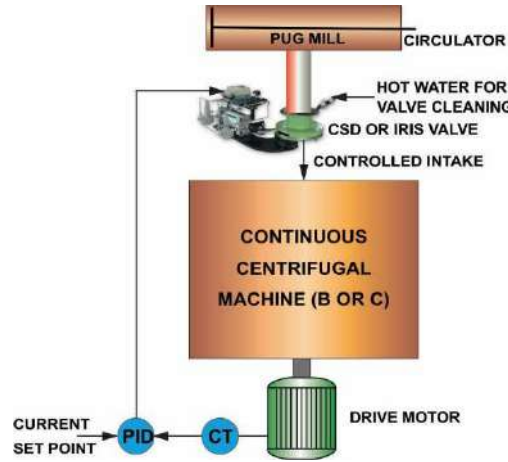 PUG MILL
CIRCULATOR
HOT WATER FOR
VALVE CLEANING
CSD OR IRIS VALVE
CONTROLLED INTAKE
CONTINUOUS
CENTRIFUGAL
MACHINE (B OR C)
DRIVE MOTOR
CURRENT
SET POINT
PID
CT